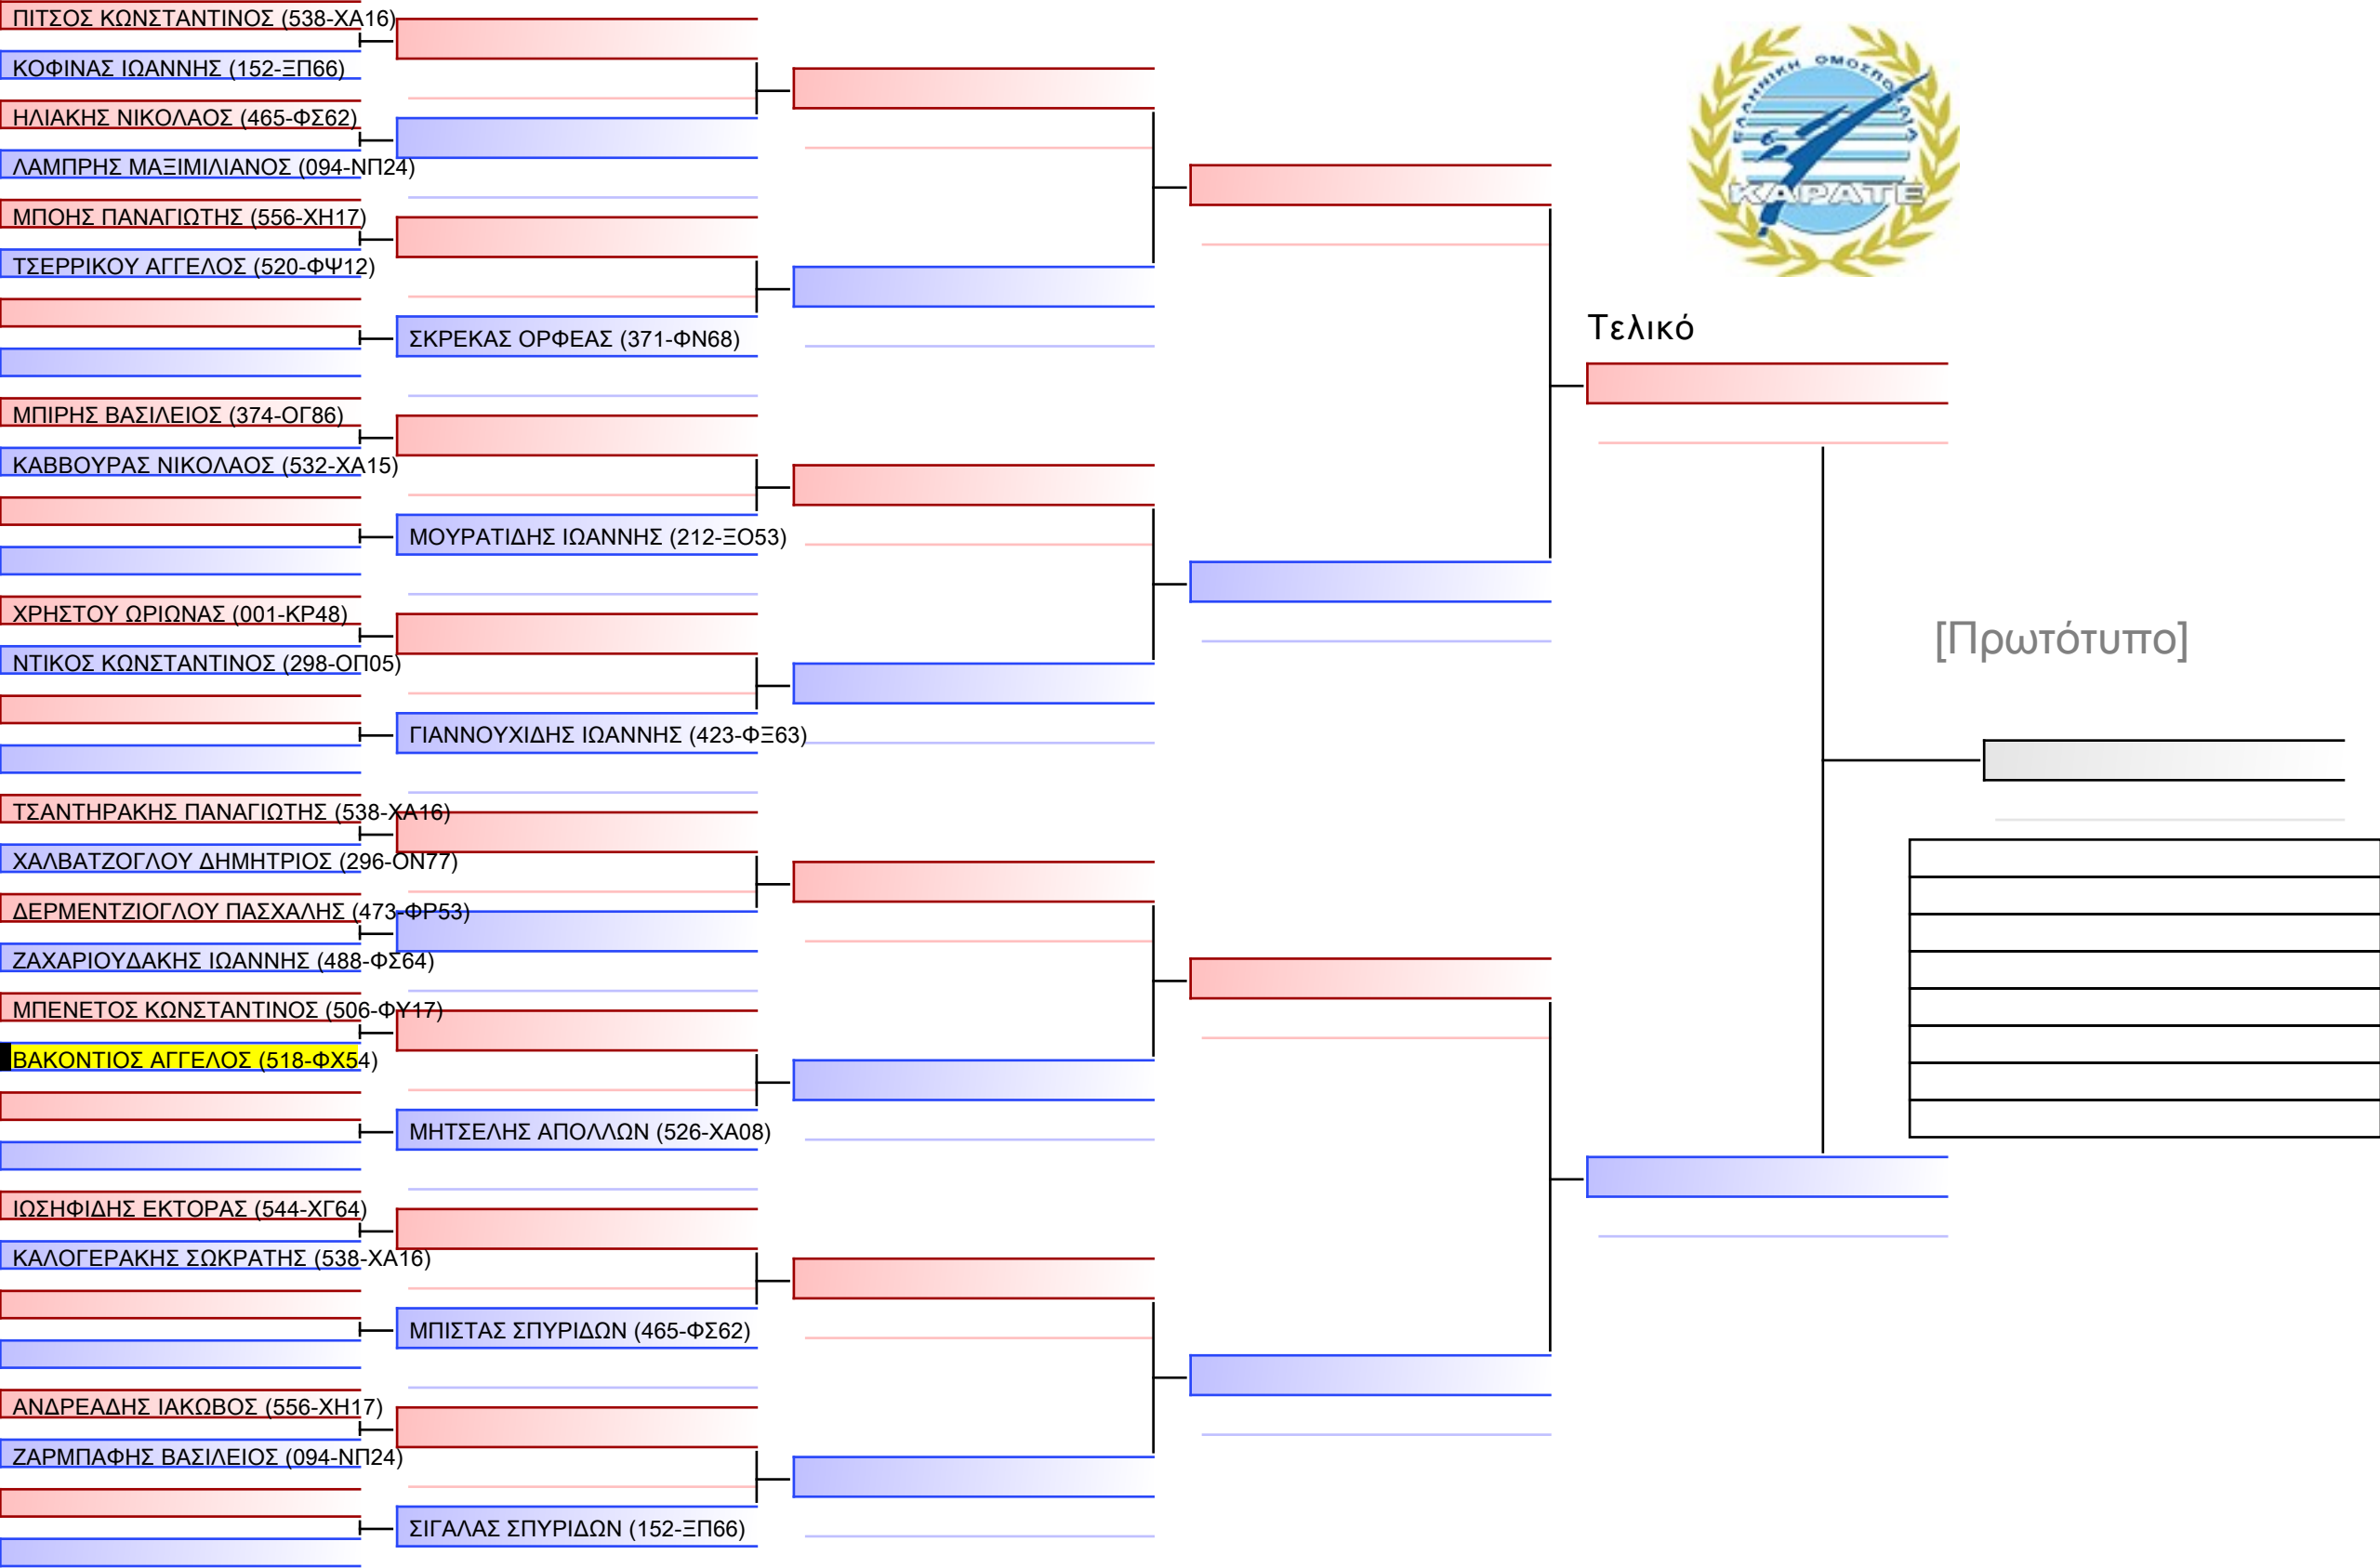 ΠΙΤΣΟΣ ΚΩΝΣΤΑΝΤΙΝΟΣ (538-ΧΑ16)
ΚΟΦΙΝΑΣ ΙΩΑΝΝΗΣ (152-ΞΠ66)
ΗΛΙΑΚΗΣ ΝΙΚΟΛΑΟΣ (465-ΦΣ62)
ΛΑΜΠΡΗΣ ΜΑΞΙΜΙΛΙΑΝΟΣ (094-ΝΠ24)
ΜΠΟΗΣ ΠΑΝΑΓΙΩΤΗΣ (556-ΧΗ17)
ΤΣΕΡΡΙΚΟΥ ΑΓΓΕΛΟΣ (520-ΦΨ12)
ΜΠΙΡΗΣ ΒΑΣΙΛΕΙΟΣ (374-ΟΓ86)
ΚΑΒΒΟΥΡΑΣ ΝΙΚΟΛΑΟΣ (532-ΧΑ15)
ΧΡΗΣΤΟΥ ΩΡΙΩΝΑΣ (001-ΚΡ48)
ΝΤΙΚΟΣ ΚΩΝΣΤΑΝΤΙΝΟΣ (298-ΟΠ05)
ΤΣΑΝΤΗΡΑΚΗΣ ΠΑΝΑΓΙΩΤΗΣ (538-ΧΑ16)
ΧΑΛΒΑΤΖΟΓΛΟΥ ΔΗΜΗΤΡΙΟΣ (296-ΟΝ77)
ΔΕΡΜΕΝΤΖΙΟΓΛΟΥ ΠΑΣΧΑΛΗΣ (473-ΦΡ53)
ΖΑΧΑΡΙΟΥΔΑΚΗΣ ΙΩΑΝΝΗΣ (488-ΦΣ64)
ΜΠΕΝΕΤΟΣ ΚΩΝΣΤΑΝΤΙΝΟΣ (506-ΦΥ17)
ΒΑΚΟΝΤΙΟΣ ΑΓΓΕΛΟΣ (518-ΦΧ54)
ΙΩΣΗΦΙΔΗΣ ΕΚΤΟΡΑΣ (544-ΧΓ64)
ΚΑΛΟΓΕΡΑΚΗΣ ΣΩΚΡΑΤΗΣ (538-ΧΑ16)
ΑΝΔΡΕΑΔΗΣ ΙΑΚΩΒΟΣ (556-ΧΗ17)
ΖΑΡΜΠΑΦΗΣ ΒΑΣΙΛΕΙΟΣ (094-ΝΠ24)
ΣΚΡΕΚΑΣ ΟΡΦΕΑΣ (371-ΦΝ68)
ΜΟΥΡΑΤΙΔΗΣ ΙΩΑΝΝΗΣ (212-ΞΟ53)
ΓΙΑΝΝΟΥΧΙΔΗΣ ΙΩΑΝΝΗΣ (423-ΦΞ63)
ΜΗΤΣΕΛΗΣ ΑΠΟΛΛΩΝ (526-ΧΑ08)
ΜΠΙΣΤΑΣ ΣΠΥΡΙΔΩΝ (465-ΦΣ62)
ΣΙΓΑΛΑΣ ΣΠΥΡΙΔΩΝ (152-ΞΠ66)
ΕΛΛΗΝΙΚΗ ΟΜΟΣΠΟΝΔΙΑ
ΚΑΡΑΤΕ
Τελικό
[Πρωτότυπο]